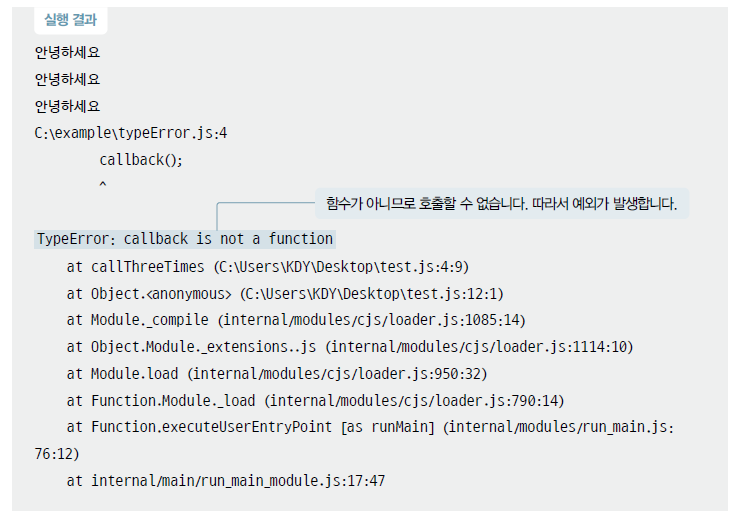 실행 결과
안녕하세요
안녕하세요
안녕하세요
C:\example\typeError.js:4
callback();
^
함수가 아니므로 호출할 수 없습니다. 따라서 예외가 발생합니다.
TypeError: callback is not a function
at callThreeTimes (C:\Users\KDY\Desktop\test.js:4:9)
at Object.<anonymous> (C:\Users\KDY\Desktop\test.js:12:1)
at Module._compile (internal/modules/cjs/loader.js:1085:14)
at Object.Module._extensions..js (internal/modules/cjs/loader.js:1114:10)
at Module.load (internal/modules/cjs/loader.js:950:32)
at Function.Module._load (internal/modules/cjs/loader.js:790:14)
at Function.executeUserEntryPoint [as runMain] (internal/modules/run_main.js:
76:12)
at internal/main/run_main_module.js:17:47